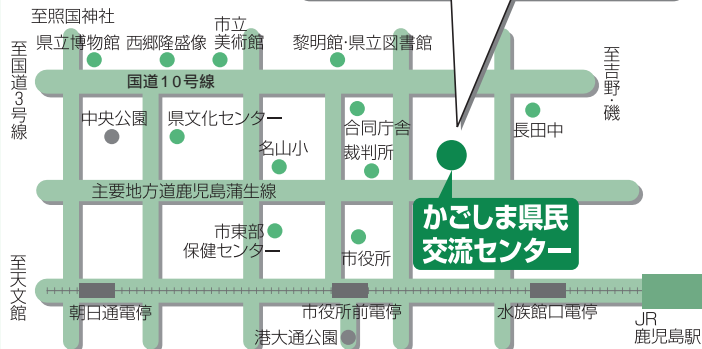 至照国神社
市立
美術館
県立博物館
西郷隆盛像
黎明館・県立図書館
至国道3号線
至吉野・磯
国道10号線
中央公園
県文化センター
合同庁舎
長田中
名山小
裁判所
主要地方道鹿児島蒲生線
かごしま県民
交流センター
市東部
保健センター
市役所
至天文館
朝日通電停
市役所前電停
水族館口電停
JR
鹿児島駅
港大通公園